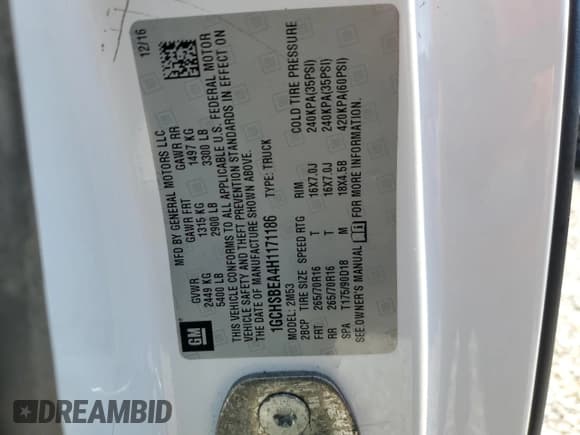 MFD BY GENERAL MOTORS LLC 12/16
GVWR GAWR FRT GAWR RR
2449 KG 1315 KG 1497 KG
5400 LB 2900 LB 3300 LB
THIS VEHICLE CONFORMS TO ALL APPLICABLE U.S. FEDERAL MOTOR
VEHICLE SAFETY AND THEFT PREVENTION STANDARDS IN EFFECT ON
THE DATE OF MANUFACTURE SHOWN ABOVE.
1GCHSBEA4H1171186 TYPE: TRUCK
MODEL: 2M53
2BCP TIRE SIZE SPEED RTG RIM COLD TIRE PRESSURE
FRT 265/70R16 T 16X7.0J 240KPA(35PSI)
RR 265/70R16 T 16X7.0J 240KPA(35PSI)
SPA T175/90D18 M 18X4.5B 420KPA(60PSI)
SEE OWNER'S MANUAL FOR MORE INFORMATION.
GM
DREAMBID